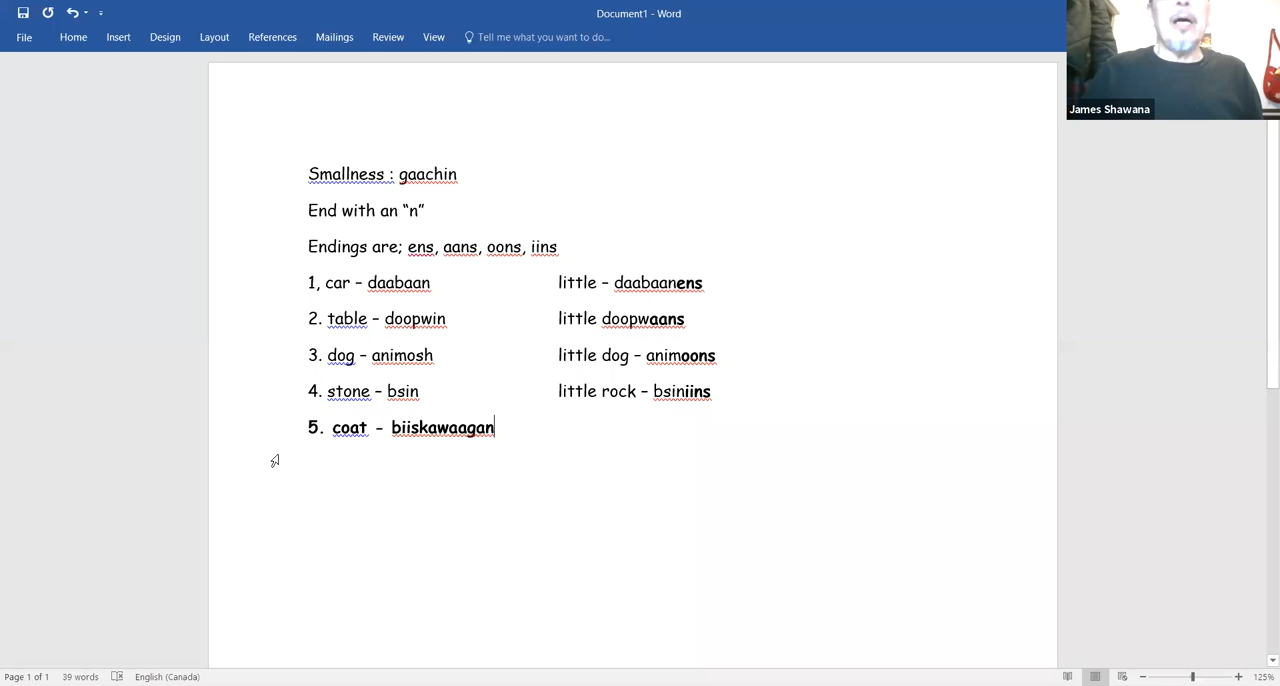 Document1 - Word
File Home Insert Design Layout References Mailings Review View Tell me what you want to do...
James Shawana
Smallness : gaachin
End with an “n”
Endings are; ens, aans, oons, iins
1, car – daabaan little – daabaanens
2. table – doopwin little doopwaans
3. dog – animosh little dog – animoons
4. stone – bsin little rock – bsiniins
5. coat – biiskawaagan
Page 1 of 1 39 words English (Canada) 125%